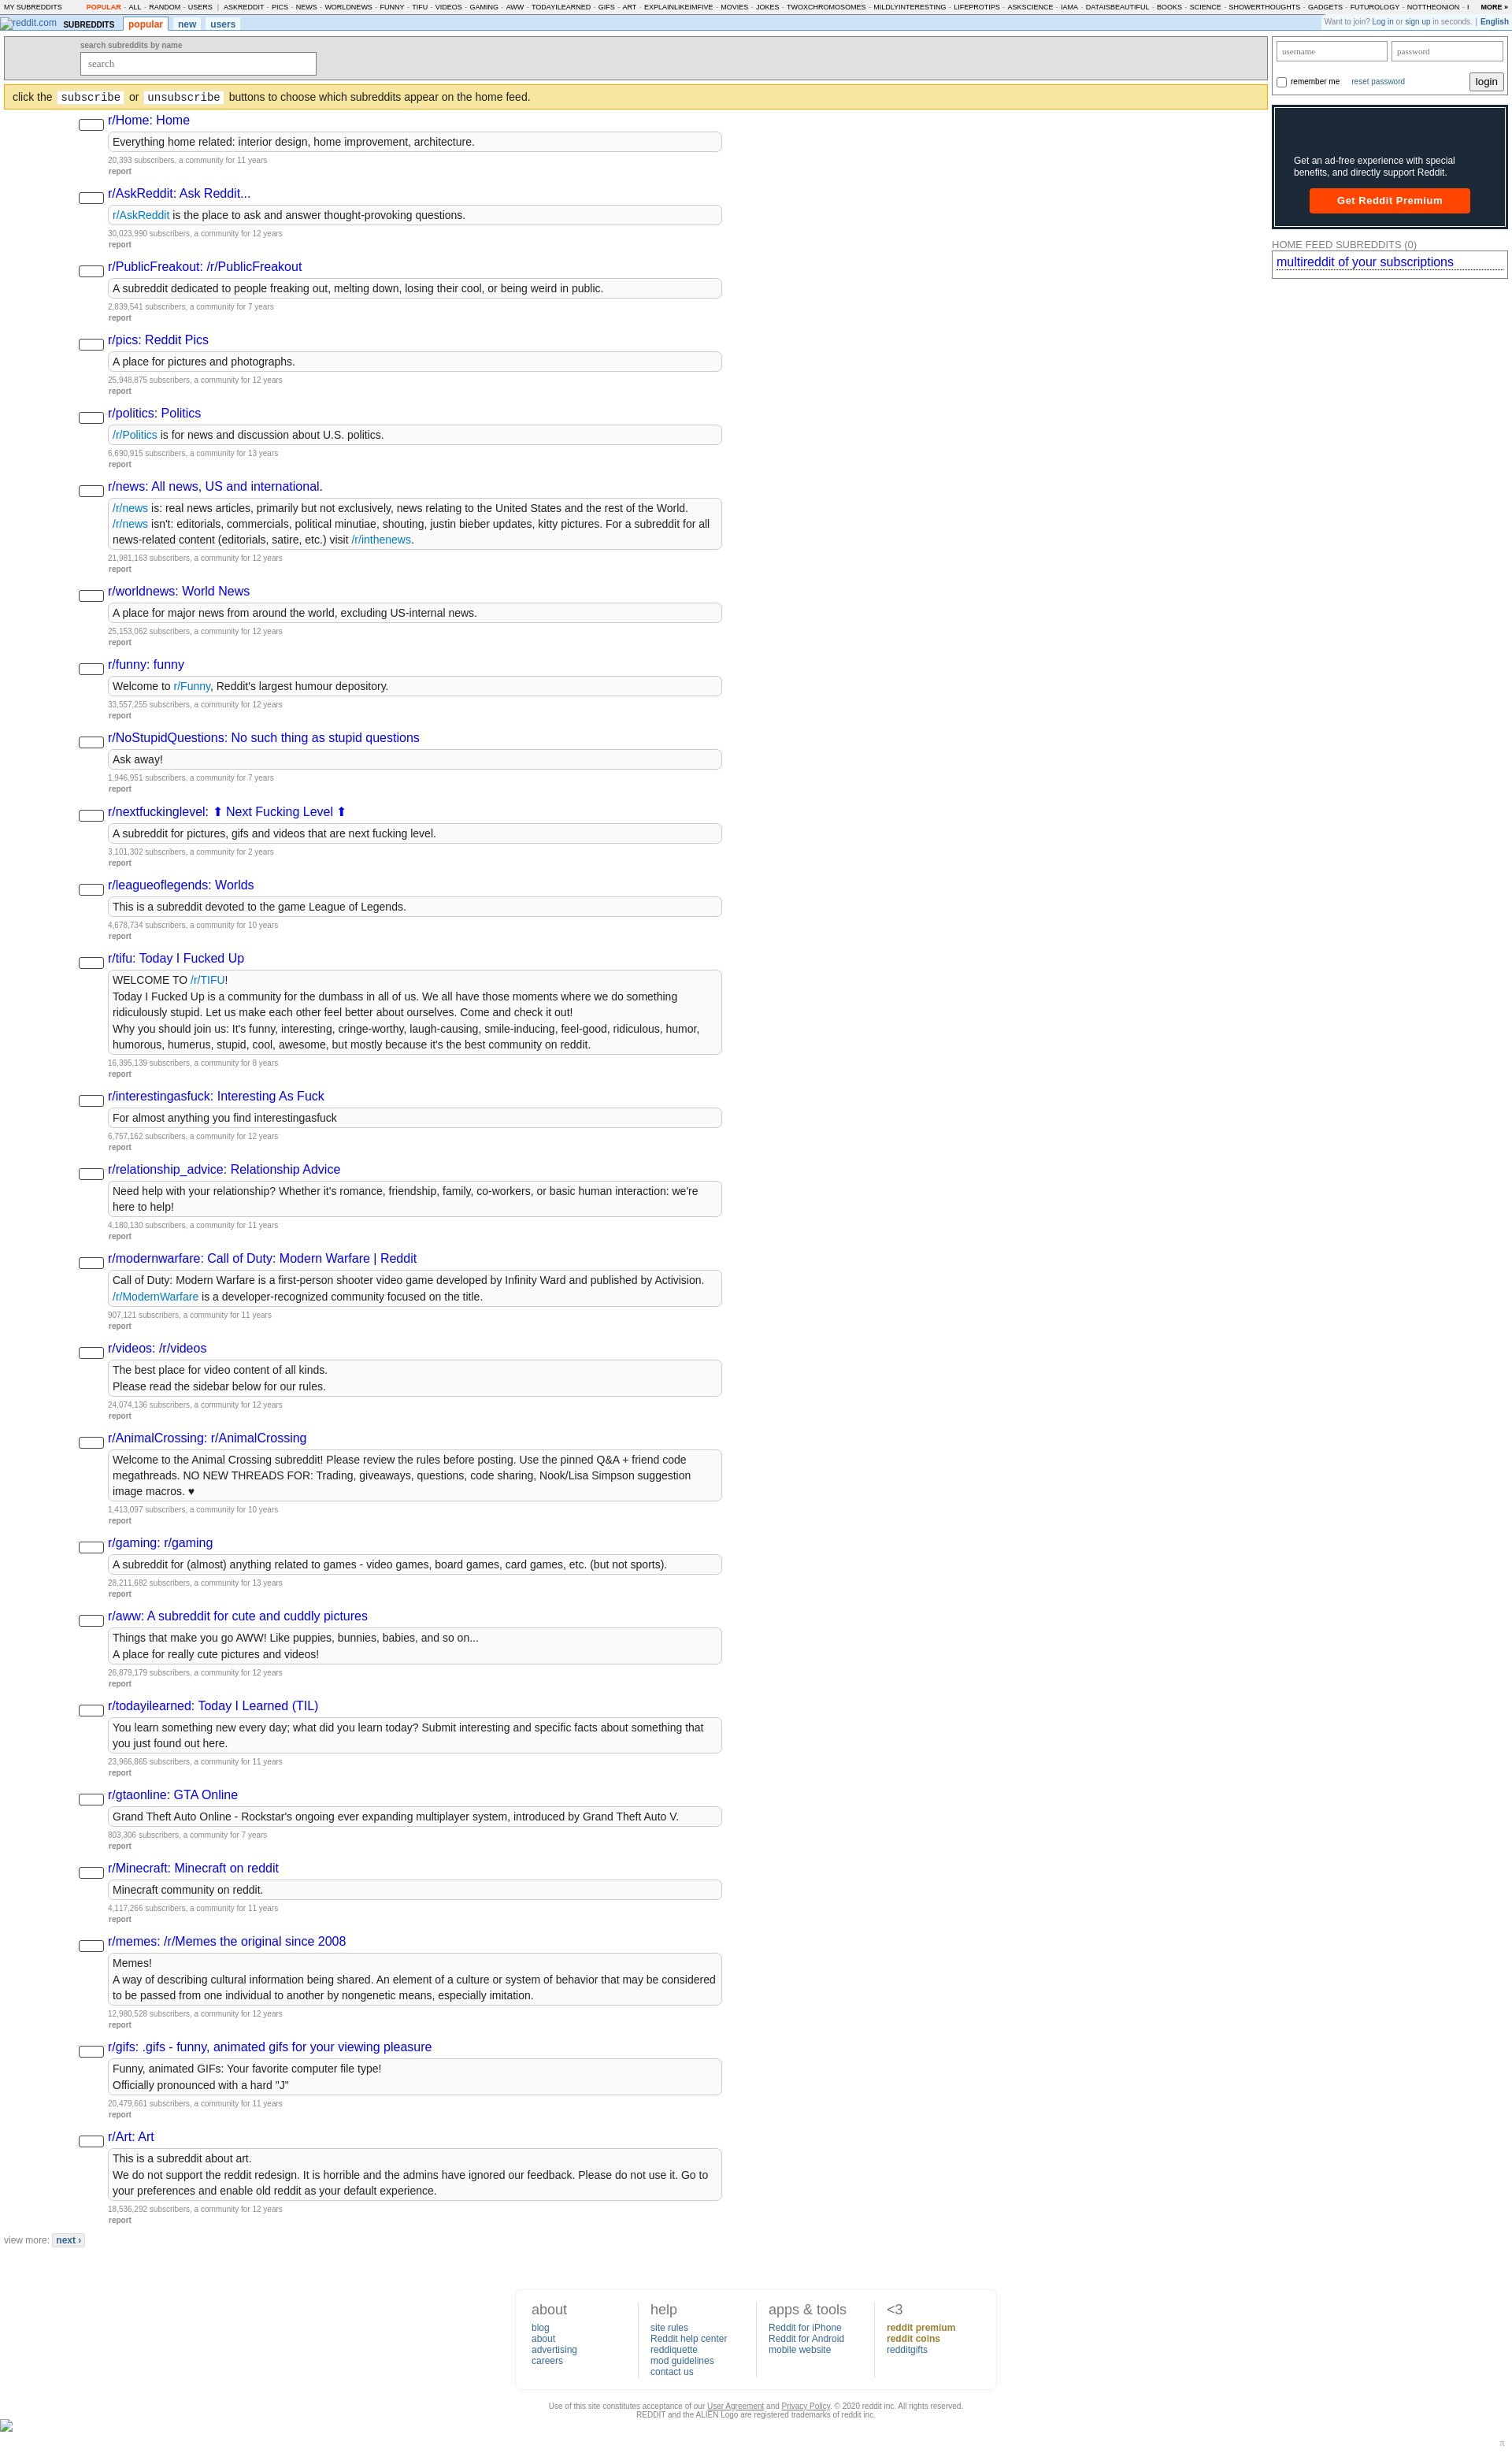 MY SUBREDDITS POPULAR - ALL - RANDOM - USERS | ASKREDDIT - PICS - NEWS - WORLDNEWS - FUNNY - TIFU - VIDEOS - GAMING - AWW - TODAYILEARNED - GIFS - ART - EXPLAINLIKEIMFIVE - MOVIES - JOKES - TWOXCHROMOSOMES - MILDLYINTERESTING - LIFEPROTIPS - ASKSCIENCE - IAMA - DATAISBEAUTIFUL - BOOKS - SCIENCE - SHOWERTHOUGHTS - GADGETS - FUTUROLOGY - NOTTHEONION - MORE »
reddit.com SUBREDDITS popular new users
Want to join? Log in or sign up in seconds. | English
search subreddits by name
search
username password
remember me reset password login
click the subscribe or unsubscribe buttons to choose which subreddits appear on the home feed.
Get an ad-free experience with special
benefits, and directly support Reddit.
Get Reddit Premium
HOME FEED SUBREDDITS (0)
multireddit of your subscriptions
r/Home: Home
Everything home related: interior design, home improvement, architecture.
20,393 subscribers, a community for 11 years
report
r/AskReddit: Ask Reddit...
r/AskReddit is the place to ask and answer thought-provoking questions.
30,023,990 subscribers, a community for 12 years
report
r/PublicFreakout: /r/PublicFreakout
A subreddit dedicated to people freaking out, melting down, losing their cool, or being weird in public.
2,839,541 subscribers, a community for 7 years
report
r/pics: Reddit Pics
A place for pictures and photographs.
25,948,875 subscribers, a community for 12 years
report
r/politics: Politics
/r/Politics is for news and discussion about U.S. politics.
6,690,915 subscribers, a community for 13 years
report
r/news: All news, US and international.
/r/news is: real news articles, primarily but not exclusively, news relating to the United States and the rest of the World.
/r/news isn't: editorials, commercials, political minutiae, shouting, justin bieber updates, kitty pictures. For a subreddit for all
news-related content (editorials, satire, etc.) visit /r/inthenews.
21,981,163 subscribers, a community for 12 years
report
r/worldnews: World News
A place for major news from around the world, excluding US-internal news.
25,153,062 subscribers, a community for 12 years
report
r/funny: funny
Welcome to r/Funny, Reddit's largest humour depository.
33,557,255 subscribers, a community for 12 years
report
r/NoStupidQuestions: No such thing as stupid questions
Ask away!
1,946,951 subscribers, a community for 7 years
report
r/nextfuckinglevel: ⬆ Next Fucking Level ⬆
A subreddit for pictures, gifs and videos that are next fucking level.
3,101,302 subscribers, a community for 2 years
report
r/leagueoflegends: Worlds
This is a subreddit devoted to the game League of Legends.
4,678,734 subscribers, a community for 10 years
report
r/tifu: Today I Fucked Up
WELCOME TO /r/TIFU!
Today I Fucked Up is a community for the dumbass in all of us. We all have those moments where we do something
ridiculously stupid. Let us make each other feel better about ourselves. Come and check it out!
Why you should join us: It's funny, interesting, cringe-worthy, laugh-causing, smile-inducing, feel-good, ridiculous, humor,
humorous, humerus, stupid, cool, awesome, but mostly because it's the best community on reddit.
16,395,139 subscribers, a community for 8 years
report
r/interestingasfuck: Interesting As Fuck
For almost anything you find interestingasfuck
6,757,162 subscribers, a community for 12 years
report
r/relationship_advice: Relationship Advice
Need help with your relationship? Whether it's romance, friendship, family, co-workers, or basic human interaction: we're
here to help!
4,180,130 subscribers, a community for 11 years
report
r/modernwarfare: Call of Duty: Modern Warfare | Reddit
Call of Duty: Modern Warfare is a first-person shooter video game developed by Infinity Ward and published by Activision.
/r/ModernWarfare is a developer-recognized community focused on the title.
907,121 subscribers, a community for 11 years
report
r/videos: /r/videos
The best place for video content of all kinds.
Please read the sidebar below for our rules.
24,074,136 subscribers, a community for 12 years
report
r/AnimalCrossing: r/AnimalCrossing
Welcome to the Animal Crossing subreddit! Please review the rules before posting. Use the pinned Q&A + friend code
megathreads. NO NEW THREADS FOR: Trading, giveaways, questions, code sharing, Nook/Lisa Simpson suggestion
image macros. ♥
1,413,097 subscribers, a community for 10 years
report
r/gaming: r/gaming
A subreddit for (almost) anything related to games - video games, board games, card games, etc. (but not sports).
28,211,682 subscribers, a community for 13 years
report
r/aww: A subreddit for cute and cuddly pictures
Things that make you go AWW! Like puppies, bunnies, babies, and so on...
A place for really cute pictures and videos!
26,879,179 subscribers, a community for 12 years
report
r/todayilearned: Today I Learned (TIL)
You learn something new every day; what did you learn today? Submit interesting and specific facts about something that
you just found out here.
23,966,865 subscribers, a community for 11 years
report
r/gtaonline: GTA Online
Grand Theft Auto Online - Rockstar's ongoing ever expanding multiplayer system, introduced by Grand Theft Auto V.
803,306 subscribers, a community for 7 years
report
r/Minecraft: Minecraft on reddit
Minecraft community on reddit.
4,117,266 subscribers, a community for 11 years
report
r/memes: /r/Memes the original since 2008
Memes!
A way of describing cultural information being shared. An element of a culture or system of behavior that may be considered
to be passed from one individual to another by nongenetic means, especially imitation.
12,980,528 subscribers, a community for 12 years
report
r/gifs: .gifs - funny, animated gifs for your viewing pleasure
Funny, animated GIFs: Your favorite computer file type!
Officially pronounced with a hard "J"
20,479,661 subscribers, a community for 11 years
report
r/Art: Art
This is a subreddit about art.
We do not support the reddit redesign. It is horrible and the admins have ignored our feedback. Please do not use it. Go to
your preferences and enable old reddit as your default experience.
18,536,292 subscribers, a community for 12 years
report
view more: next ›
about
blog
about
advertising
careers
help
site rules
Reddit help center
reddiquette
mod guidelines
contact us
apps & tools
Reddit for iPhone
Reddit for Android
mobile website
<3
reddit premium
reddit coins
redditgifts
Use of this site constitutes acceptance of our User Agreement and Privacy Policy. © 2020 reddit inc. All rights reserved.
REDDIT and the ALIEN Logo are registered trademarks of reddit inc.
π